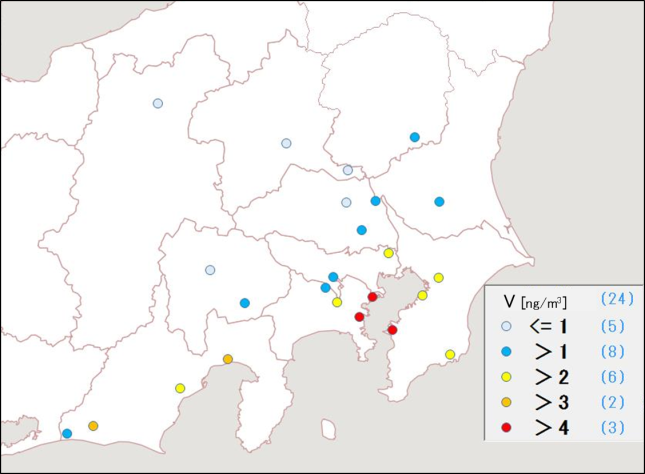 V [ng/m³] (24)
<= 1 (5)
> 1 (8)
> 2 (6)
> 3 (2)
> 4 (3)